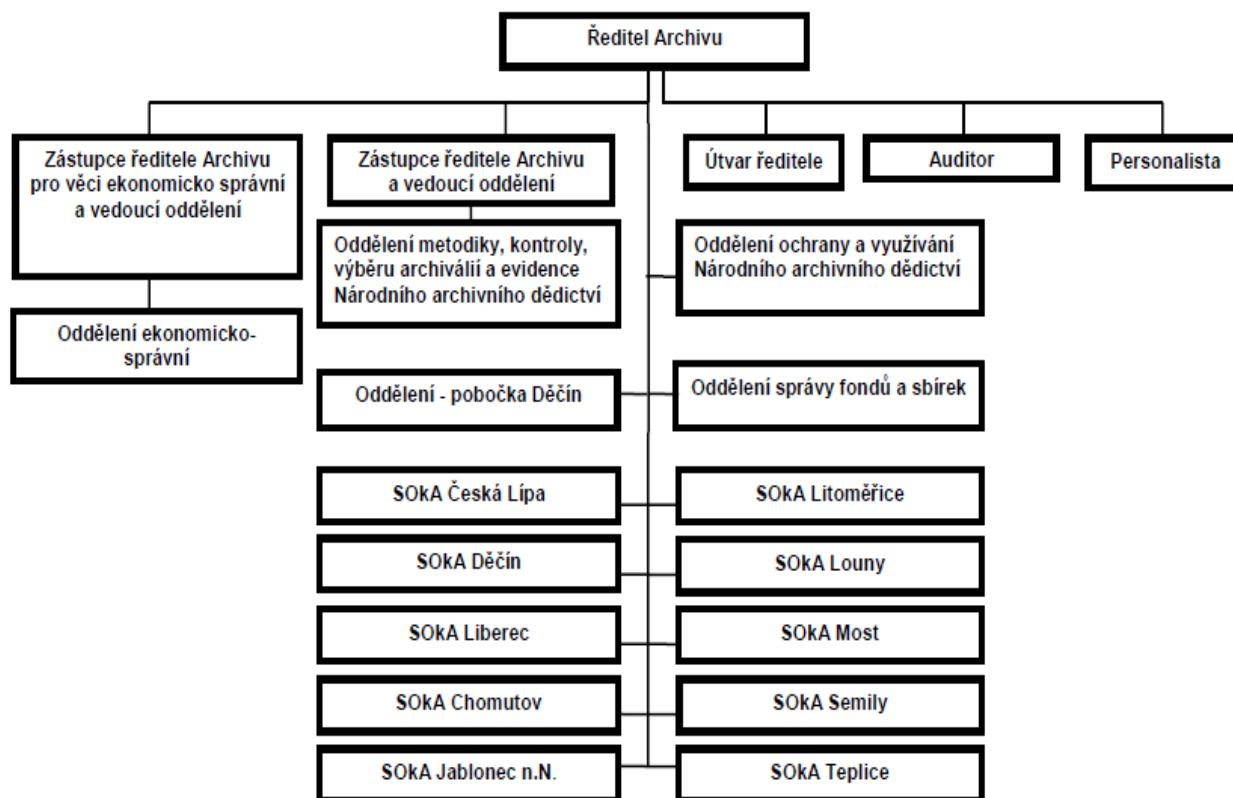 Ředitel Archivu
Zástupce ředitele Archivu
pro věci ekonomicko správní
a vedoucí oddělení
Zástupce ředitele Archivu
a vedoucí oddělení
Útvar ředitele
Auditor
Personalista
Oddělení metodiky, kontroly,
výběru archiválií a evidence
Národního archivního dědictví
Oddělení ochrany a využívání
Národního archivního dědictví
Oddělení ekonomicko-
správní
Oddělení - pobočka Děčín
Oddělení správy fondů a sbírek
SOkA Česká Lípa
SOkA Litoměřice
SOkA Děčín
SOkA Louny
SOkA Liberec
SOkA Most
SOkA Chomutov
SOkA Semily
SOkA Jablonec n.N.
SOkA Teplice